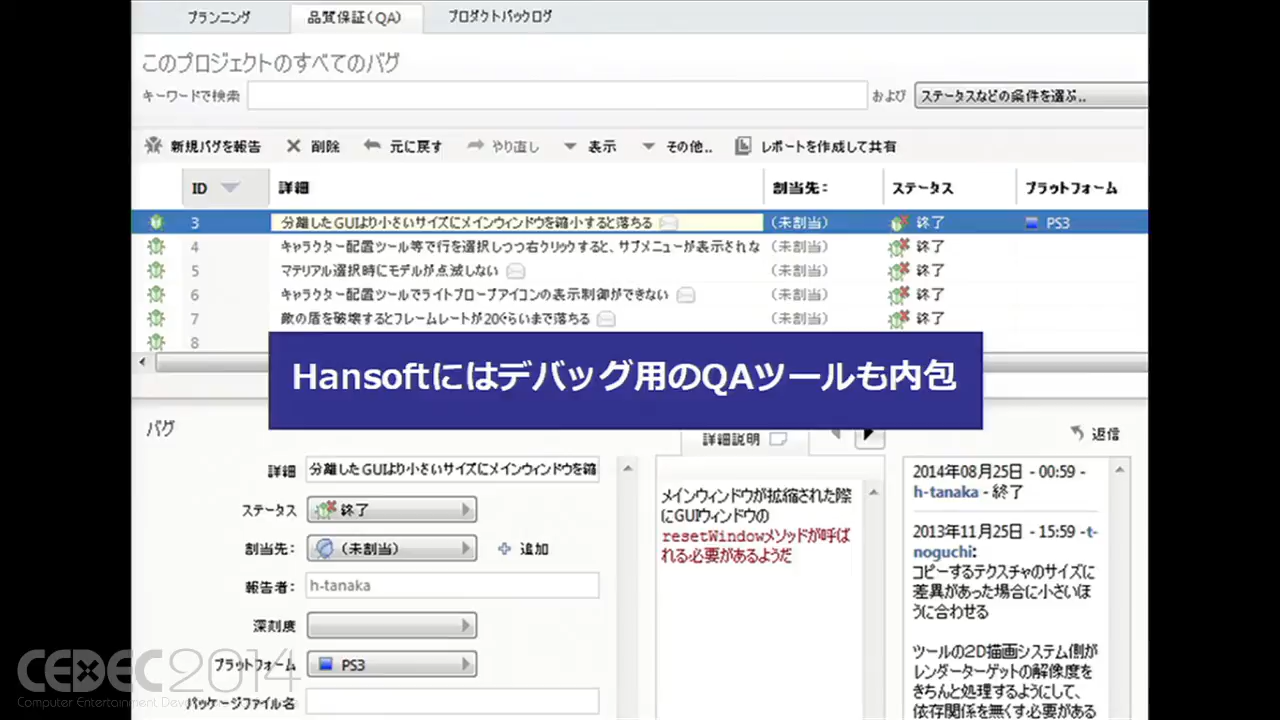 プランニング
品質保証(QA)
プロダクトバックログ
このプロジェクトのすべてのバグ
キーワードで検索
および
ステータスなどの条件を選ぶ..
新規バグを報告
削除
元に戻す
やり直し
表示
その他..
レポートを作成して共有
ID
詳細
割当先:
ステータス
プラットフォーム
3 分離したGUIより小さいサイズにメインウィンドウを縮小すると落ちる (未割当) 終了 PS3
4 キャラクター配置ツール等で行を選択しつつ右クリックすると、サブメニューが表示されな (未割当) 終了
5 マテリアル選択時にモデルが点滅しない (未割当) 終了
6 キャラクター配置ツールでライトプローブアイコンの表示制御ができない (未割当) 終了
7 敵の盾を破壊するとフレームレートが20ぐらいまで落ちる (未割当) 終了
8
Hansoftにはデバッグ用のQAツールも内包
バグ
詳細 分離したGUIより小さいサイズにメインウィンドウを縮
ステータス 終了
割当先: (未割当) 追加
報告者: h-tanaka
深刻度
プラットフォーム PS3
パッケージファイル名
詳細説明
メインウィンドウが拡縮された際
にGUIウィンドウの
resetWindowメソッドが呼ば
れる必要があるようだ
返信
2014年08月25日 - 00:59 -
h-tanaka - 終了
2013年11月25日 - 15:59 -t-
noguchi:
コピーするテクスチャのサイズに
差異があった場合に小さいほ
うに合わせる
ツールの2D描画システム側が
レンダーターゲットの解像度を
きちんと処理するようにして、
依存関係を無くす必要がある
CEDEC2014
Computer Entertainment Deve